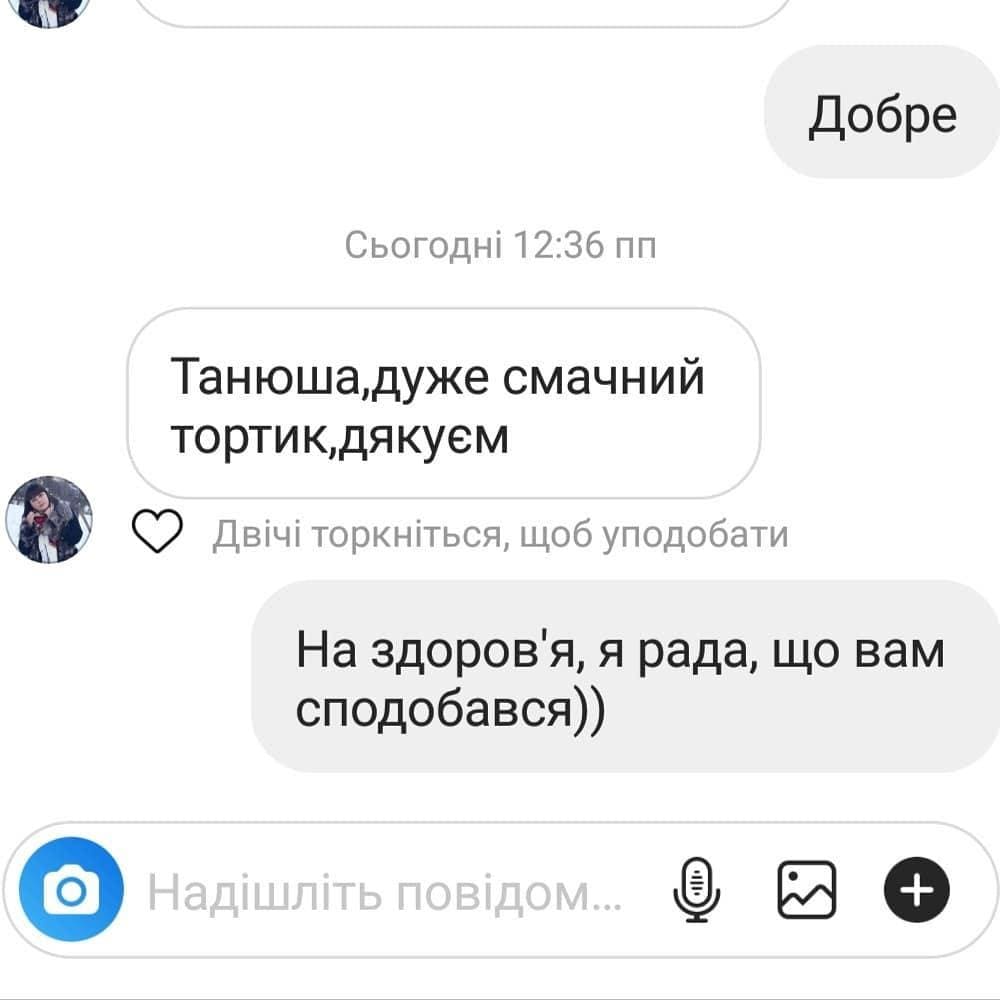 Добре
Сьогодні 12:36 пп
Танюша,дуже смачний
тортик,дякуєм
Двічі торкніться, щоб уподобати
На здоров'я, я рада, що вам
сподобався))
Надішліть повідом...